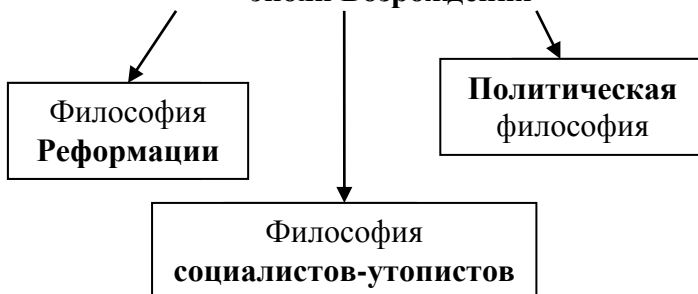 Философия
Реформации
Политическая
философия
Философия
социалистов-утопистов